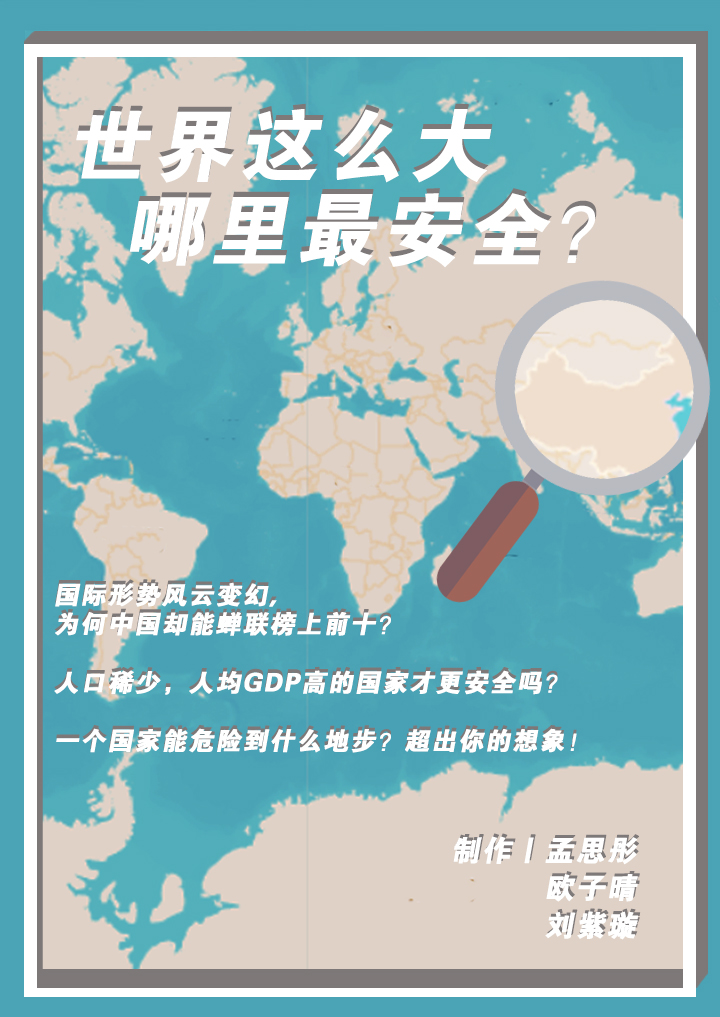 世界这么大
哪里最安全？
国际形势风云变幻，
为何中国却能蝉联榜上前十？
人口稀少，人均GDP高的国家才更安全吗？
一个国家能危险到什么地步？超出你的想象！
制作丨孟思彤
欧子晴
刘紫璇